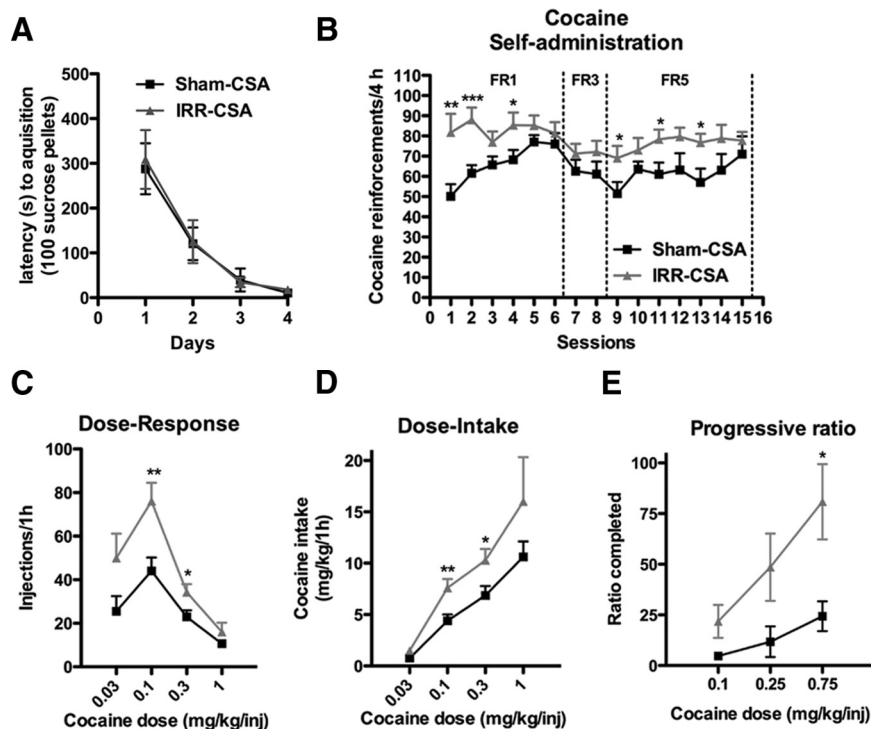 A
latency (s) to aquisition
(100 sucrose pellets)
500
400
300
200
100
0
Sham-CSA
IRR-CSA
0 1 2 3 4
Days
B
Cocaine
Self-administration
Cocaine reinforcements/4 h
110
100
90
80
70
60
50
40
30
20
10
0
FR1 FR3 FR5
** *** * * * *
Sham-CSA
IRR-CSA
0 1 2 3 4 5 6 7 8 9 10 11 12 13 14 15 16
Sessions
C
Dose-Response
Injections/1h
100
80
60
40
20
0
**
*
0.03 0.1 0.3 1
Cocaine dose (mg/kg/inj)
D
Dose-Intake
Cocaine intake
(mg/kg/1h)
20
15
10
5
0
**
*
0.03 0.1 0.3 1
Cocaine dose (mg/kg/inj)
E
Progressive ratio
Ratio completed
100
75
50
25
0
*
0.1 0.25 0.75
Cocaine dose (mg/kg/inj)